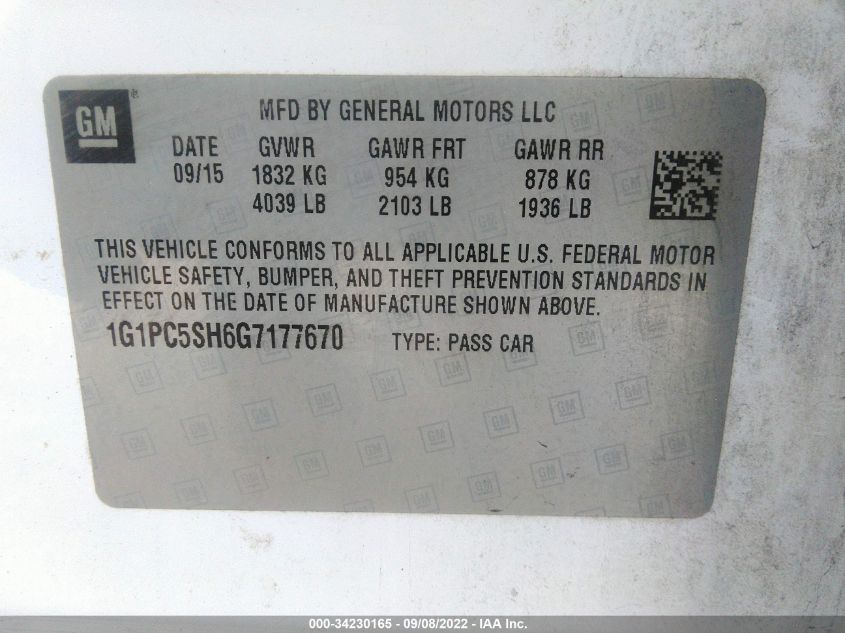 GM
MFD BY GENERAL MOTORS LLC
DATE GVWR GAWR FRT GAWR RR
09/15 1832 KG 954 KG 878 KG
4039 LB 2103 LB 1936 LB
THIS VEHICLE CONFORMS TO ALL APPLICABLE U.S. FEDERAL MOTOR
VEHICLE SAFETY, BUMPER, AND THEFT PREVENTION STANDARDS IN
EFFECT ON THE DATE OF MANUFACTURE SHOWN ABOVE.
1G1PC5SH6G7177670 TYPE: PASS CAR
000-34230165 - 09/08/2022 - IAA Inc.